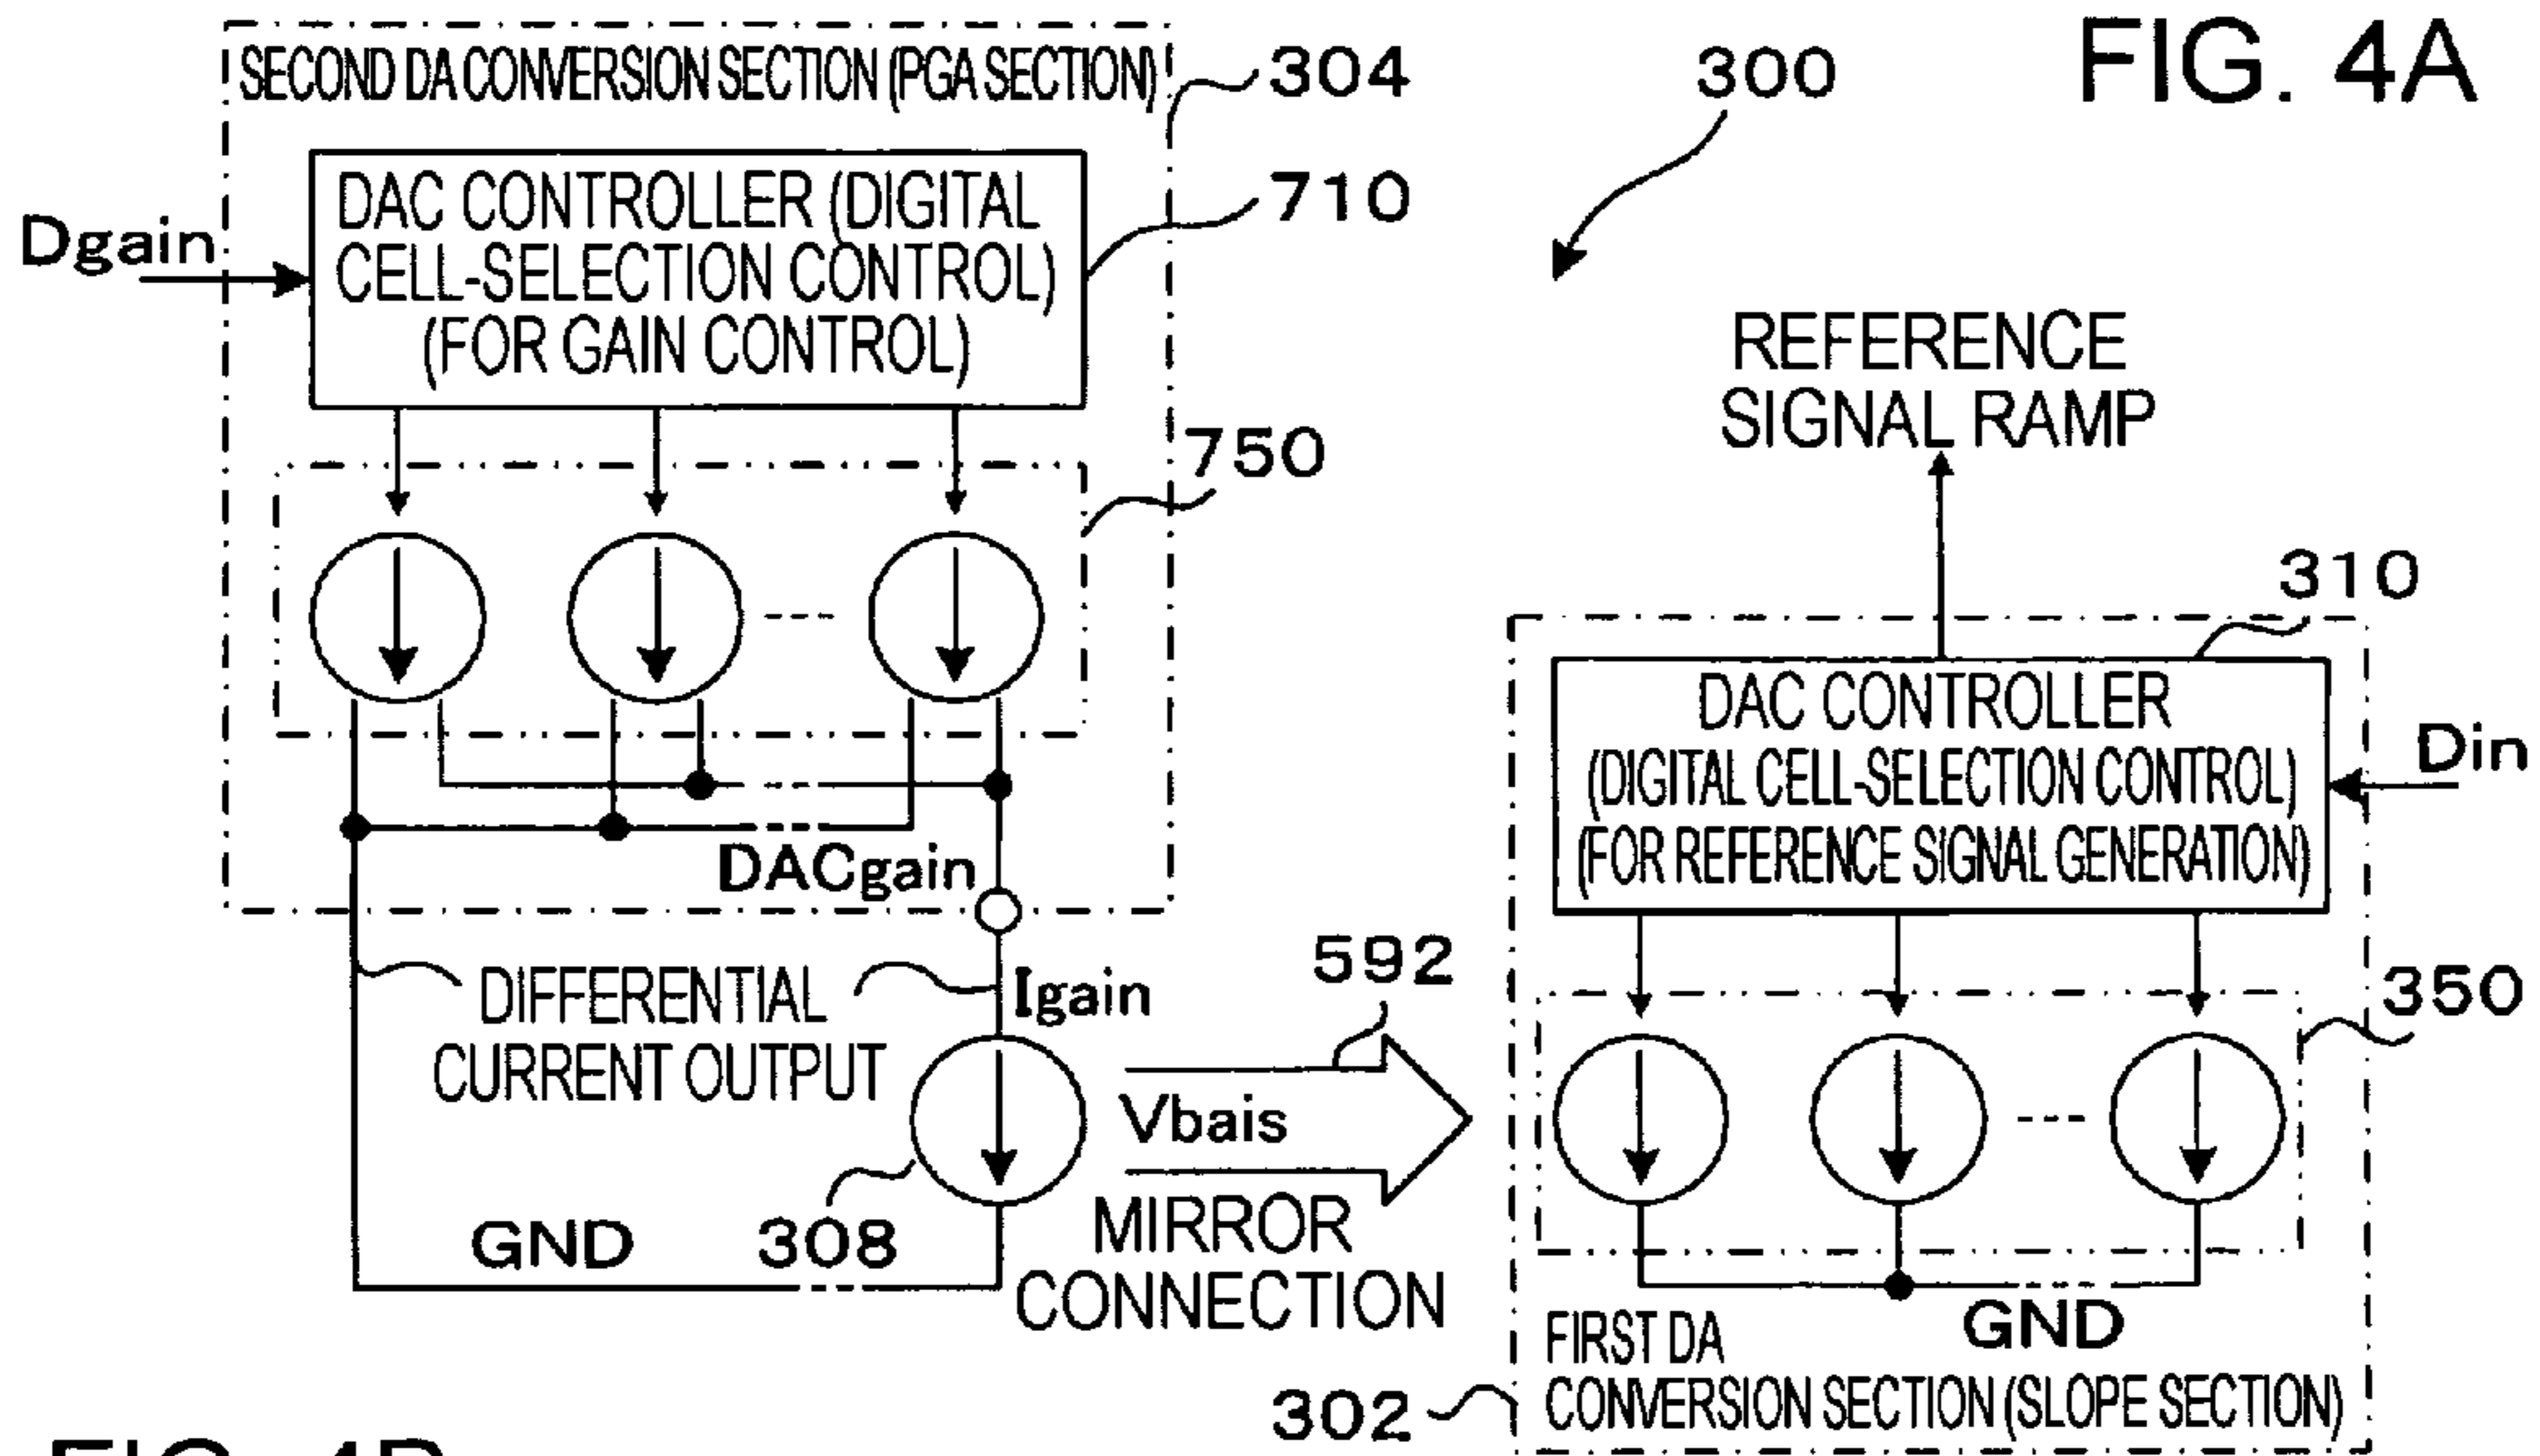 FIG. 4A
SECOND DA CONVERSION SECTION (PGA SECTION)
304
300
DAC CONTROLLER (DIGITAL
CELL-SELECTION CONTROL)
(FOR GAIN CONTROL)
710
Dgain
750
REFERENCE
SIGNAL RAMP
310
DAC CONTROLLER
(DIGITAL CELL-SELECTION CONTROL)
(FOR REFERENCE SIGNAL GENERATION)
Din
DACgain
DIFFERENTIAL
CURRENT OUTPUT
Igain
592
350
Vbais
308
GND
MIRROR
CONNECTION
GND
FIRST DA
CONVERSION SECTION (SLOPE SECTION)
302